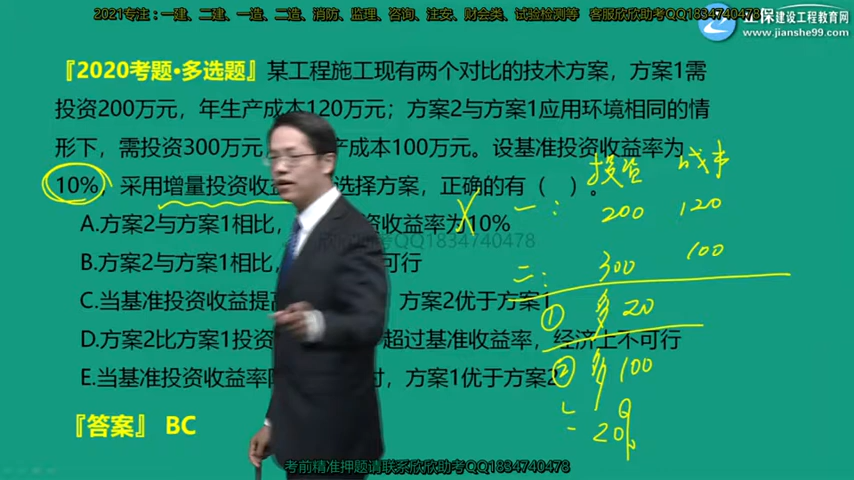 2021专注：一建、二建、一造、二造、消防、监理、咨询、注安、财会类、试验检测等 客服欣欣助考QQ1834740478
正保建设工程教育网
www.jianshe99.com
『2020考题·多选题』某工程施工现有两个对比的技术方案，方案1需
投资200万元，年生产成本120万元；方案2与方案1应用环境相同的情
形下，需投资300万元 产成本100万元。设基准投资收益率为
10%，采用增量投资收益 选择方案，正确的有（ ）。
A.方案2与方案1相比， 资收益率为10%
B.方案2与方案1相比， 可行
C.当基准投资收益提 ，方案2优于方案1
D.方案2比方案1投资 超过基准收益率，经济上不可行
E.当基准投资收益率 时，方案1优于方案2
『答案』 BC
投资 成本
一： 200 120
二： 300 100
① 多 20
② 多 100
= 20%
QQ1834740478
考前精准押题请联系欣欣助考QQ1834740478